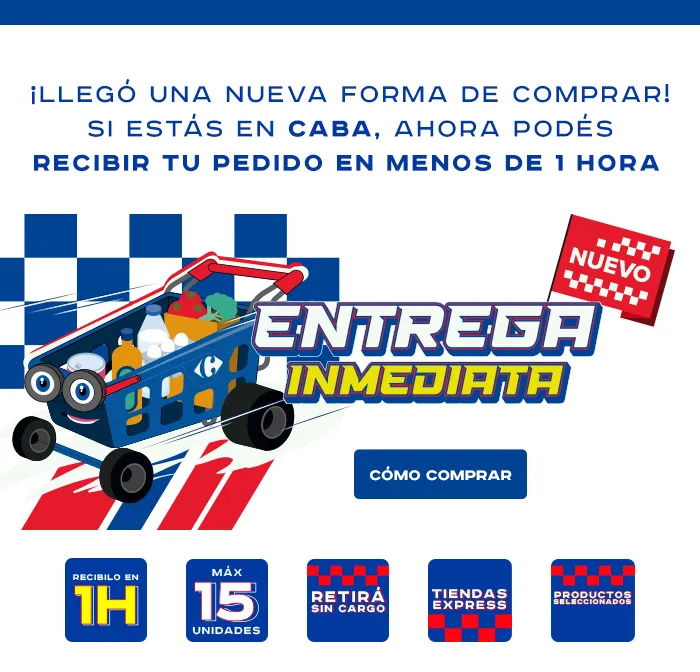 ¡LLEGÓ UNA NUEVA FORMA DE COMPRAR!
SI ESTÁS EN CABA, AHORA PODÉS
RECIBIR TU PEDIDO EN MENOS DE 1 HORA
NUEVO
ENTREGA
INMEDIATA
CÓMO COMPRAR
RECIBILO EN
1H
MÁX
15
UNIDADES
RETIRÁ
SIN CARGO
TIENDAS
EXPRESS
PRODUCTOS
SELECCIONADOS